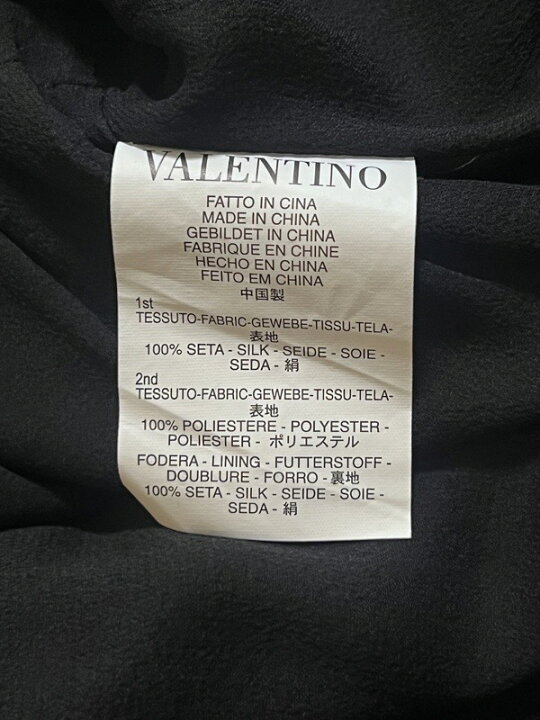 VALENTINO
FATTO IN CINA
MADE IN CHINA
GEBILDET IN CHINA
FABRIQUE EN CHINE
HECHO EN CHINA
FEITO EM CHINA
中国製
1st
TESSUTO-FABRIC-GEWEBE-TISSU-TELA-
表地
100% SETA - SILK - SEIDE - SOIE -
SEDA - 絹
2nd
TESSUTO-FABRIC-GEWEBE-TISSU-TELA-
表地
100% POLIESTERE - POLYESTER -
POLIESTER - ポリエステル
FODERA - LINING - FUTTERSTOFF -
DOUBLURE - FORRO - 裏地
100% SETA - SILK - SEIDE - SOIE -
SEDA - 絹